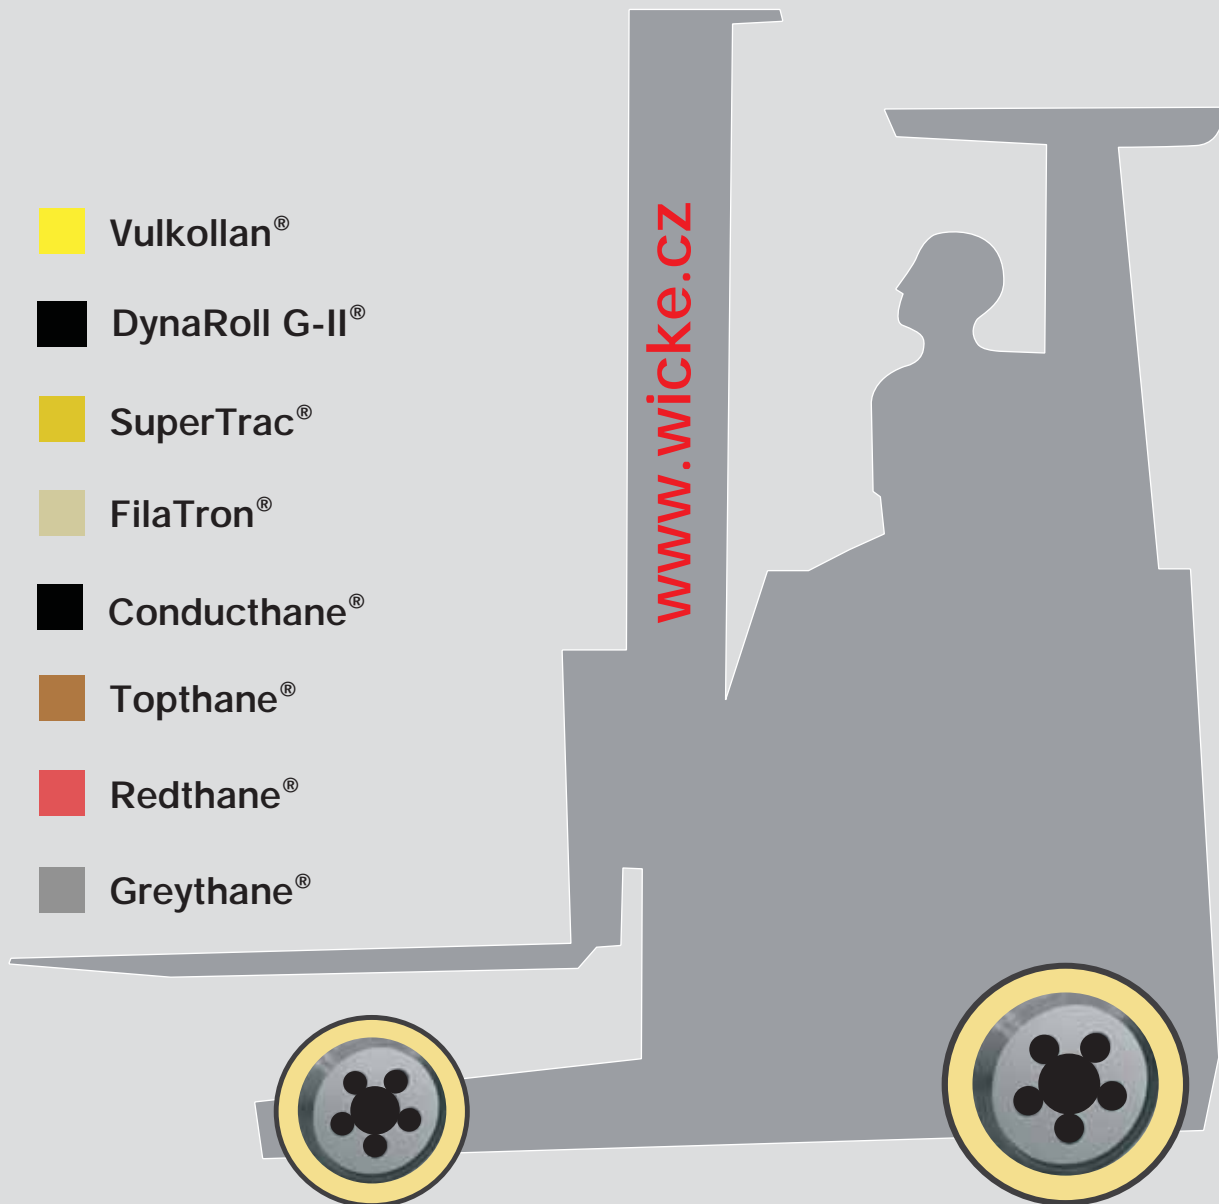 Vulkollan®
DynaRoll G-II®
SuperTrac®
FilaTron®
Conducthane®
Topthane®
Redthane®
Greythane®
www.wicke.cz